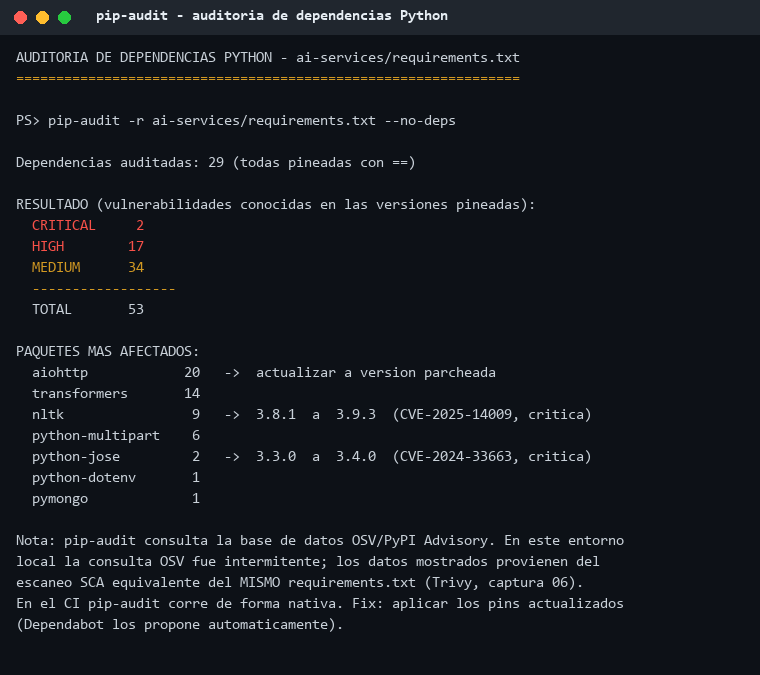 pip-audit - auditoria de dependencias Python
AUDITORIA DE DEPENDENCIAS PYTHON - ai-services/requirements.txt
===============================================================
PS> pip-audit -r ai-services/requirements.txt --no-deps
Dependencias auditadas: 29 (todas pineadas con ==)
RESULTADO (vulnerabilidades conocidas en las versiones pineadas):
CRITICAL     2
HIGH        17
MEDIUM      34
------------------
TOTAL       53
PAQUETES MAS AFECTADOS:
aiohttp            20   ->  actualizar a version parcheada
transformers       14
nltk                9   ->  3.8.1  a  3.9.3  (CVE-2025-14009, critica)
python-multipart    6
python-jose         2   ->  3.3.0  a  3.4.0  (CVE-2024-33663, critica)
python-dotenv       1
pymongo             1
Nota: pip-audit consulta la base de datos OSV/PyPI Advisory. En este entorno
local la consulta OSV fue intermitente; los datos mostrados provienen del
escaneo SCA equivalente del MISMO requirements.txt (Trivy, captura 06).
En el CI pip-audit corre de forma nativa. Fix: aplicar los pins actualizados
(Dependabot los propone automaticamente).